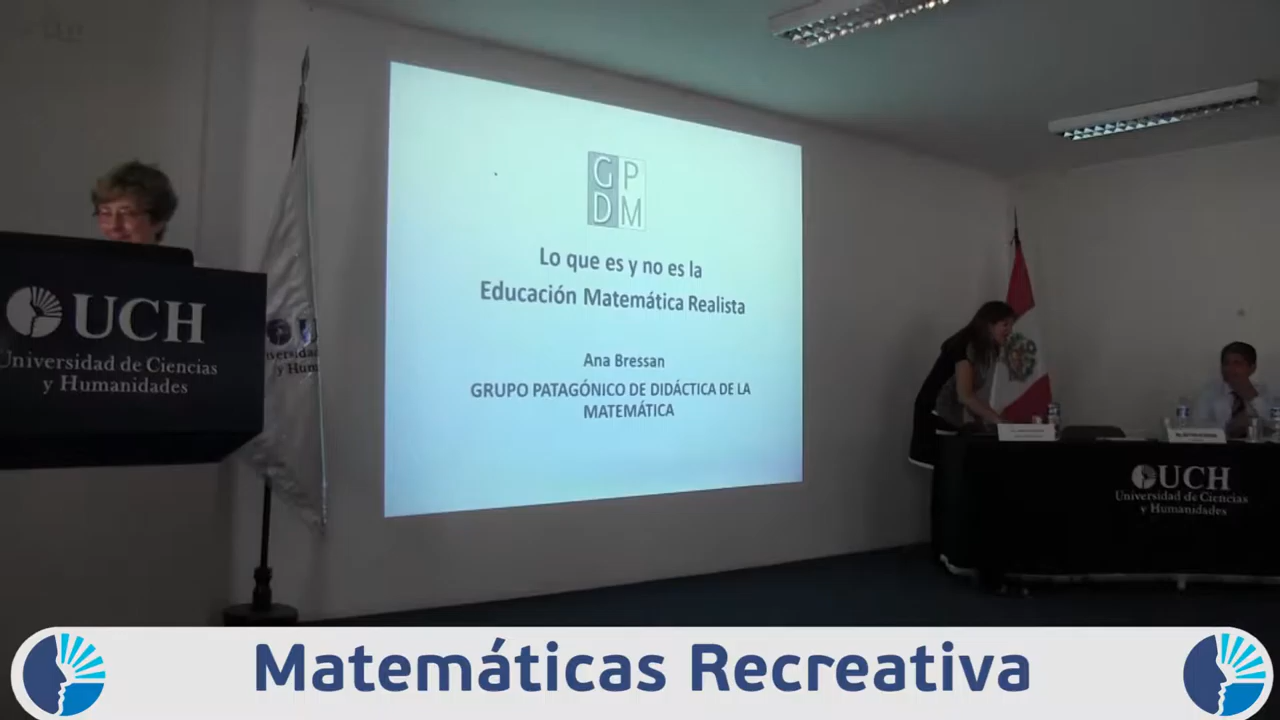 GP
DM
Lo que es y no es la
Educación Matemática Realista
Ana Bressan
GRUPO PATAGÓNICO DE DIDÁCTICA DE LA
MATEMÁTICA
UCH
Universidad de Ciencias
y Humanidades
UCH
Universidad de Ciencias
y Humanidades
Matemáticas Recreativa